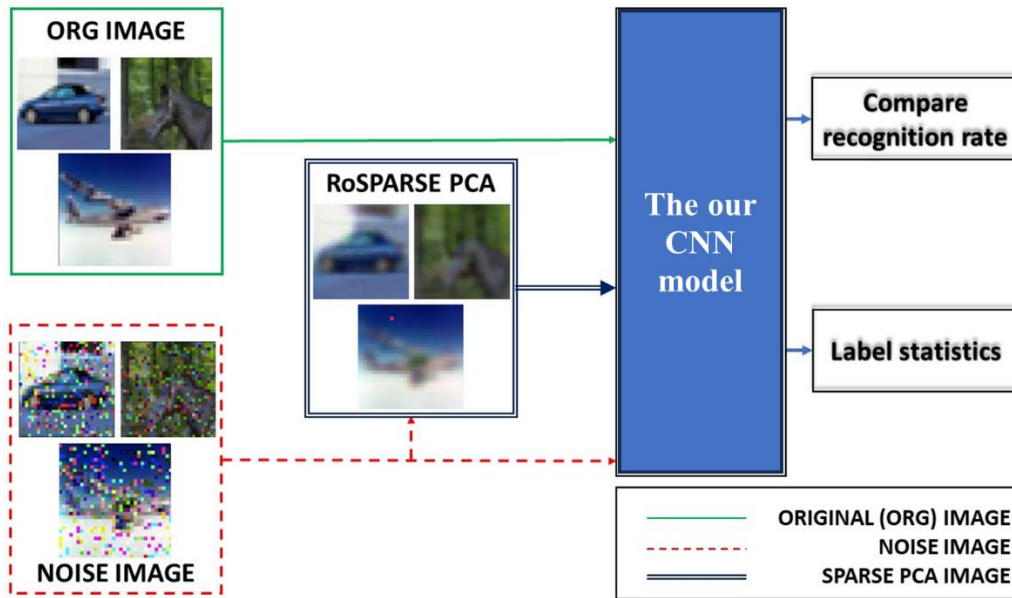 ORG IMAGE
RoSPARSE PCA
NOISE IMAGE
The our
CNN
model
Compare
recognition rate
Label statistics
ORIGINAL (ORG) IMAGE
NOISE IMAGE
SPARSE PCA IMAGE